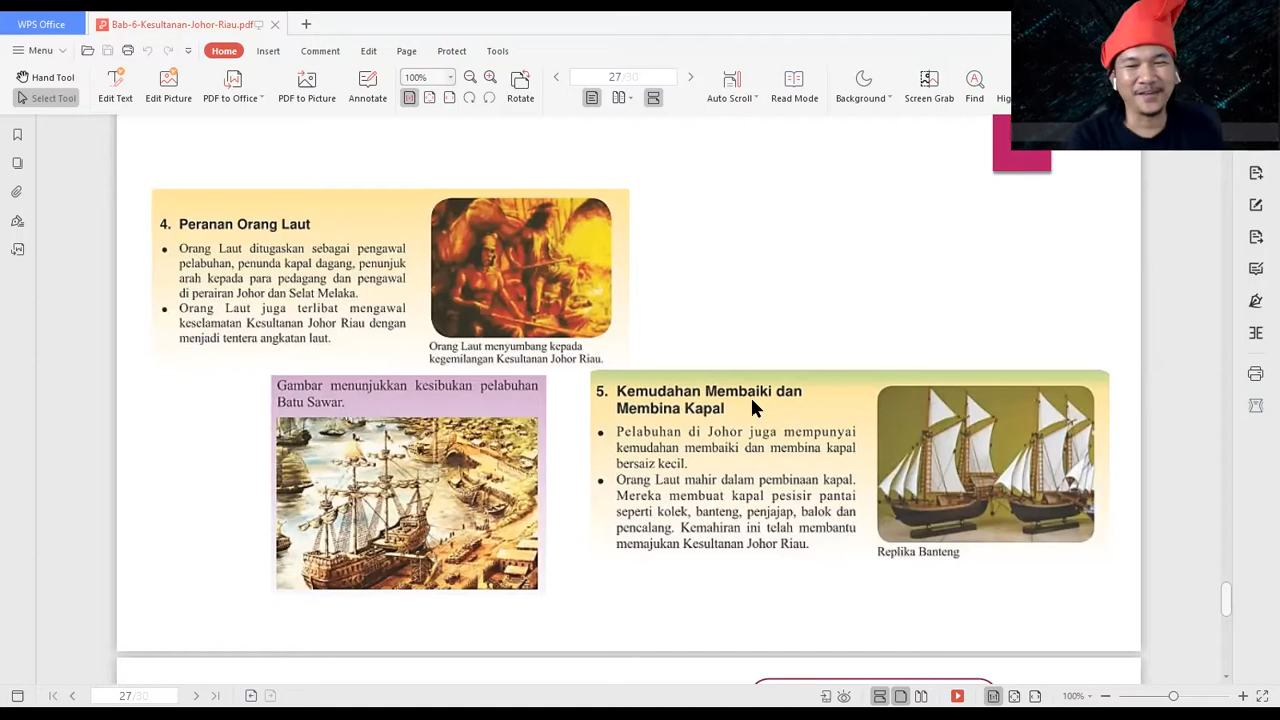 WPS Office
Bab-6-Kesultanan-Johor-Riau.pdf
Menu
Home
Insert
Comment
Edit
Page
Protect
Tools
Hand Tool
Select Tool
Edit Text
Edit Picture
PDF to Office
PDF to Picture
Annotate
100%
Rotate
27/30
Auto Scroll
Read Mode
Background
Screen Grab
Find
4. Peranan Orang Laut
• Orang Laut ditugaskan sebagai pengawal
pelabuhan, penunda kapal dagang, penunjuk
arah kepada para pedagang dan pengawal
di perairan Johor dan Selat Melaka.
• Orang Laut juga terlibat mengawal
keselamatan Kesultanan Johor Riau dengan
menjadi tentera angkatan laut.
Orang Laut menyumbang kepada
kegemilangan Kesultanan Johor Riau.
Gambar menunjukkan kesibukan pelabuhan
Batu Sawar.
5. Kemudahan Membaiki dan
Membina Kapal
• Pelabuhan di Johor juga mempunyai
kemudahan membaiki dan membina kapal
bersaiz kecil.
• Orang Laut mahir dalam pembinaan kapal.
Mereka membuat kapal pesisir pantai
seperti kolek, banteng, penjajap, balok dan
pencalang. Kemahiran ini telah membantu
memajukan Kesultanan Johor Riau.
Replika Banteng
27/30
100%